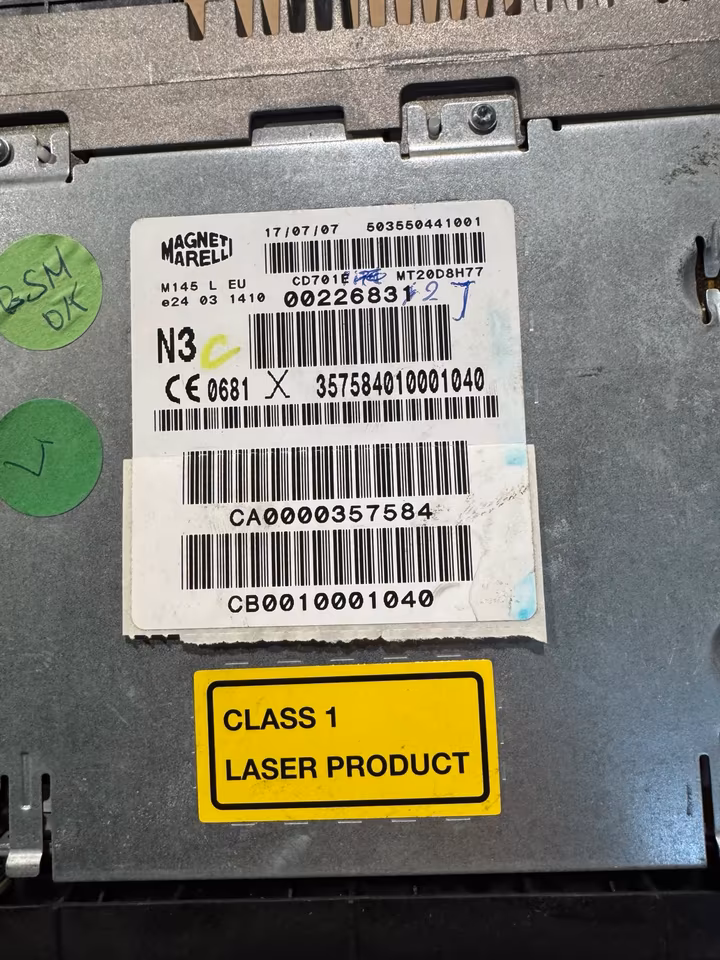 BSM
OK
MAGNETI
MARELLI
17/07/07 503550441001
M145 L EU
CD701E MT20D8H77
e24 03 1410
00226831 2 J
N3 C
CE 0681 X 357584010001040
CA0000357584
CB0010001040
CLASS 1
LASER PRODUCT